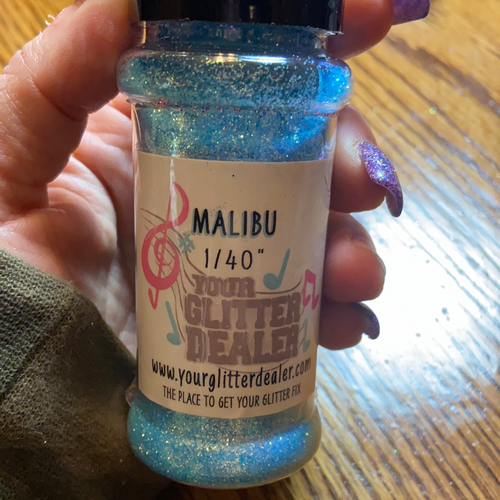 MALIBU
1/40"
YOUR
GLITTER
DEALER
www.yourglitterdealer.com
THE PLACE TO GET YOUR GLITTER FIX